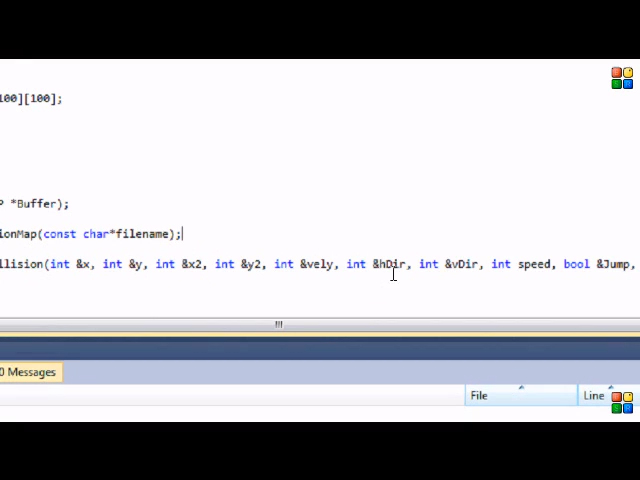 100][100];
P *Buffer);
ionMap(const char*filename);
llision(int &x, int &y, int &x2, int &y2, int &vely, int &hDir, int &vDir, int speed, bool &Jump,
0 Messages
File Line